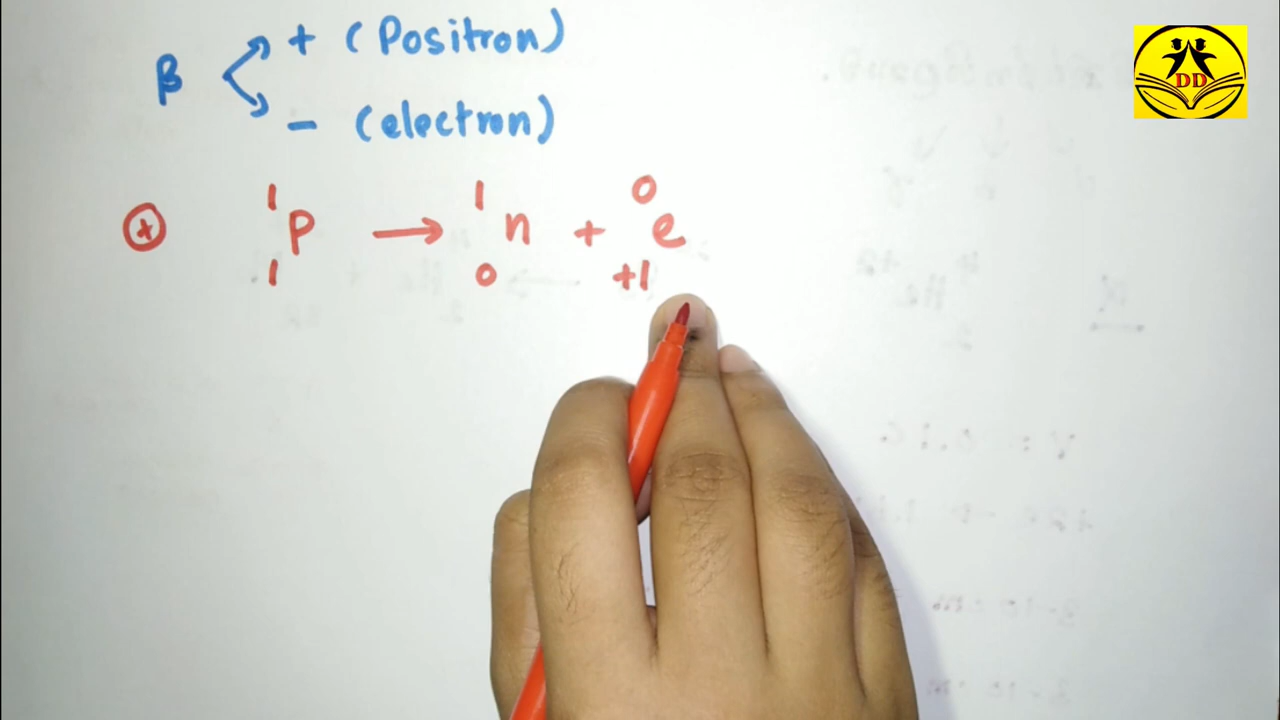 β + (Positron)
- (electron)
⊕ ¹₁p → ¹₀n + ⁰₊₁e
DD